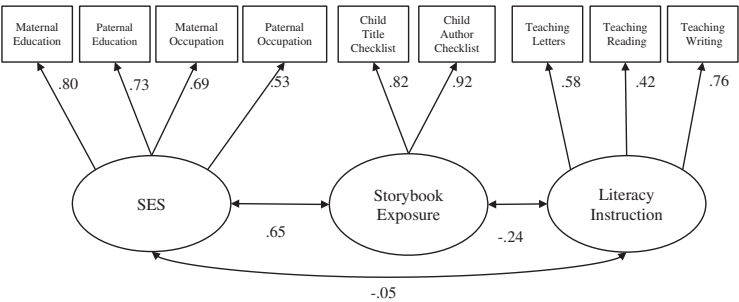 Maternal
Education
Paternal
Education
Maternal
Occupation
Paternal
Occupation
Child
Title
Checklist
Child
Author
Checklist
Teaching
Letters
Teaching
Reading
Teaching
Writing
.80
.73
.69
.53
.82
.92
.58
.42
.76
SES
Storybook
Exposure
Literacy
Instruction
.65
-.24
-.05